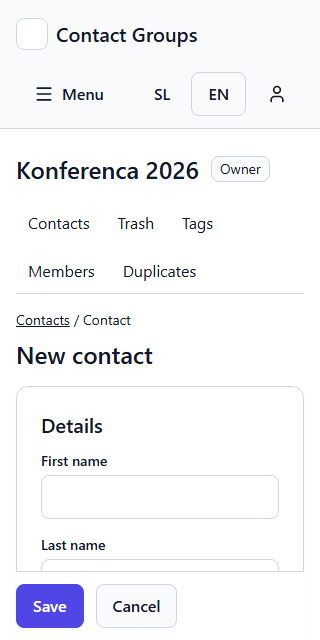 Contact Groups
Menu SL EN
Konferenca 2026 Owner
Contacts Trash Tags
Members Duplicates
Contacts / Contact
New contact
Details
First name
Last name
Save Cancel